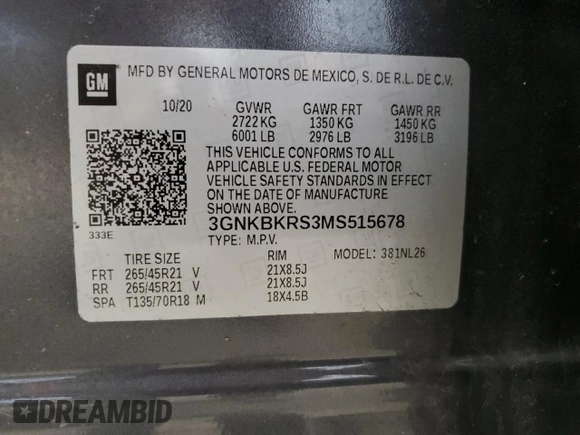 GM
MFD BY GENERAL MOTORS DE MEXICO, S. DE R.L. DE C.V.
10/20 GVWR GAWR FRT GAWR RR
2722 KG 1350 KG 1450 KG
6001 LB 2976 LB 3196 LB
THIS VEHICLE CONFORMS TO ALL
APPLICABLE U.S. FEDERAL MOTOR
VEHICLE SAFETY STANDARDS IN EFFECT
ON THE DATE OF MANUFACTURE
SHOWN ABOVE.
333E
3GNKBKRS3MS515678
TYPE: M.P.V. MODEL: 381NL26
TIRE SIZE RIM
FRT 265/45R21 V 21X8.5J
RR 265/45R21 V 21X8.5J
SPA T135/70R18 M 18X4.5B
DREAMBID